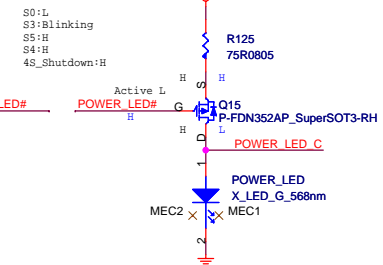 S0:L
S3:Blinking
S5:H
S4:H
4S_Shutdown:H
R125
75R0805
H S H
Active L
LED# POWER_LED# G Q15
H P-FDN352AP_SuperSOT3-RH
H D L
POWER_LED_C
1
POWER_LED
X_LED_G_568nm
MEC2 MEC1
2